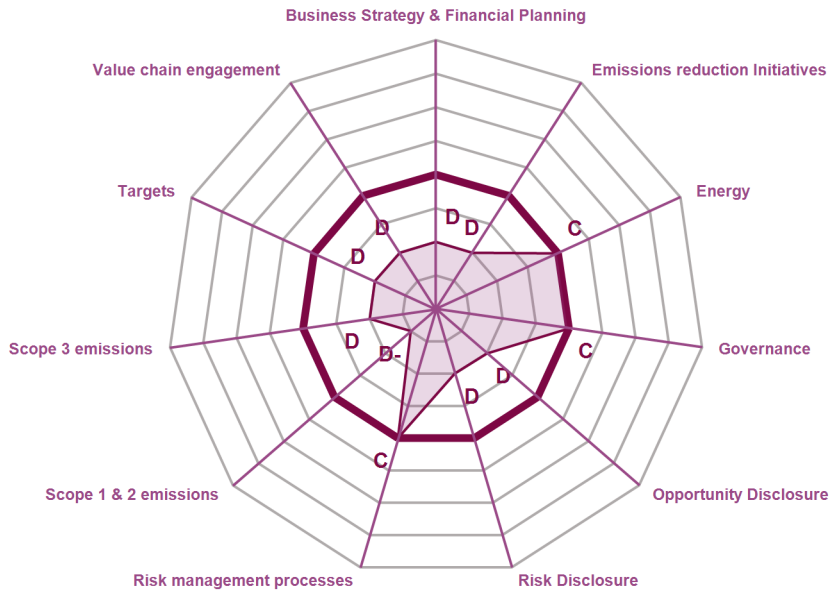 Business Strategy & Financial Planning
Value chain engagement
Emissions reduction Initiatives
Targets
Energy
D
D
D
C
D
Scope 3 emissions
D
D-
C
Governance
D
D
C
Scope 1 & 2 emissions
Opportunity Disclosure
Risk management processes
Risk Disclosure